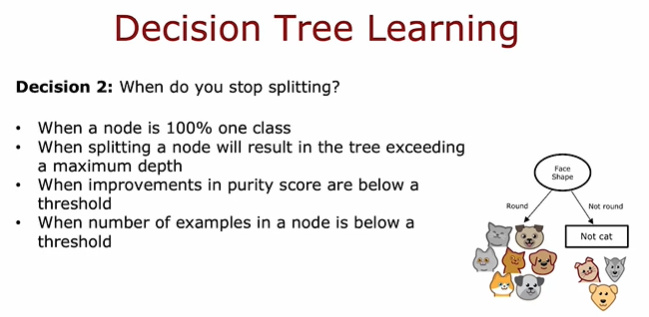 Decision Tree Learning
Decision 2: When do you stop splitting?
• When a node is 100% one class
• When splitting a node will result in the tree exceeding
a maximum depth
• When improvements in purity score are below a
threshold
• When number of examples in a node is below a
threshold
Face
Shape
Round
Not round
Not cat